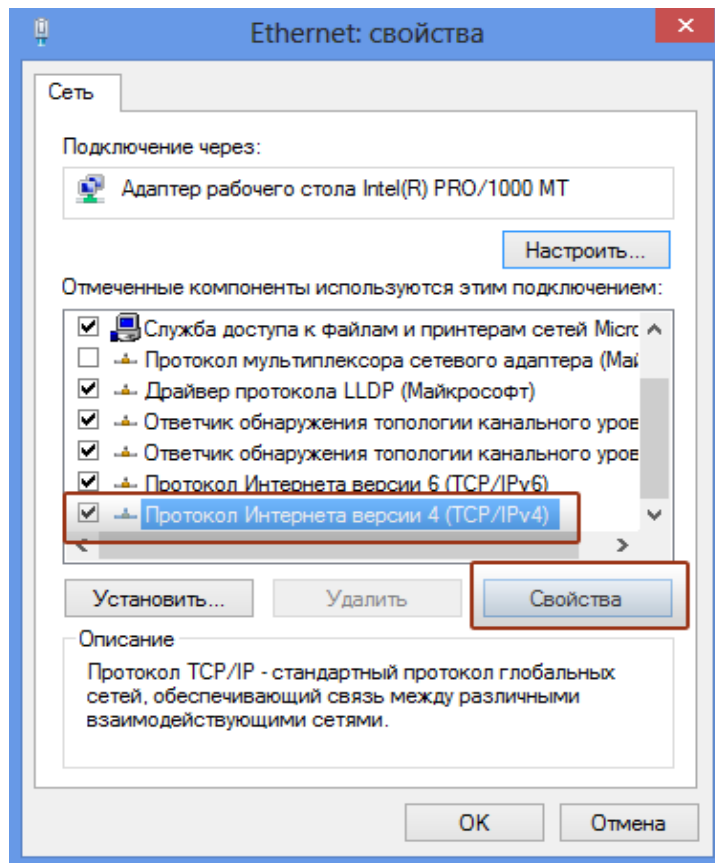 Ethernet: свойства
Сеть
Подключение через:
Адаптер рабочего стола Intel(R) PRO/1000 MT
Настроить...
Отмеченные компоненты используются этим подключением:
Служба доступа к файлам и принтерам сетей Micrc
Протокол мультиплексора сетевого адаптера (Май
Драйвер протокола LLDP (Майкрософт)
Ответчик обнаружения топологии канального уров
Ответчик обнаружения топологии канального уров
Протокол Интернета версии 6 (TCP/IPv6)
Протокол Интернета версии 4 (TCP/IPv4)
Установить... Удалить Свойства
Описание
Протокол TCP/IP - стандартный протокол глобальных
сетей, обеспечивающий связь между различными
взаимодействующими сетями.
OK Отмена